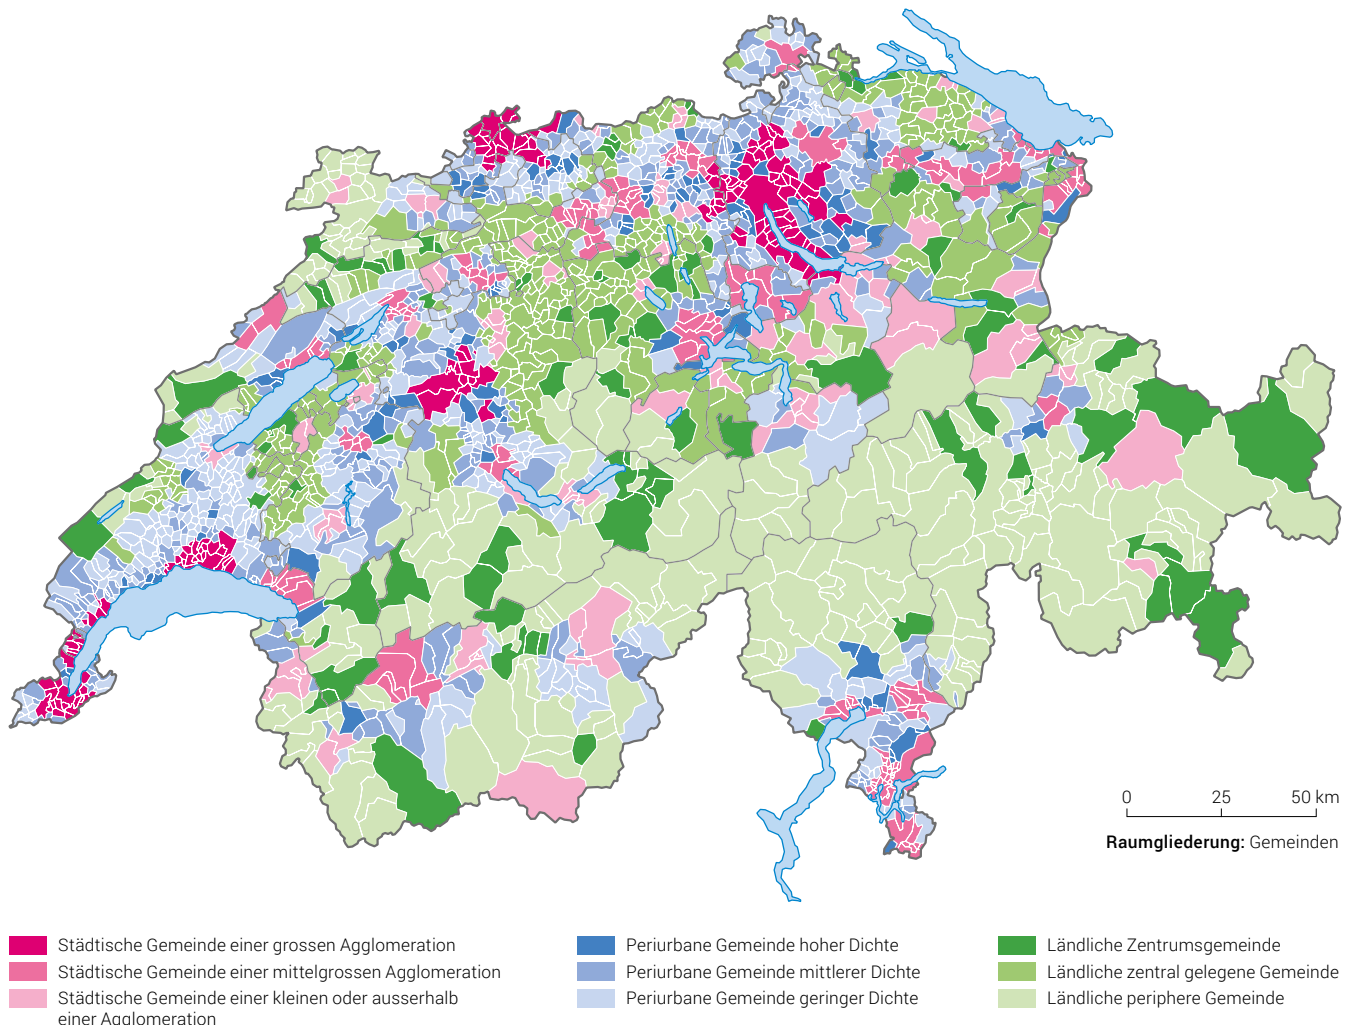 0 25 50 km
Raumgliederung: Gemeinden
Städtische Gemeinde einer grossen Agglomeration
Städtische Gemeinde einer mittelgrossen Agglomeration
Städtische Gemeinde einer kleinen oder ausserhalb
einer Agglomeration
Periurbane Gemeinde hoher Dichte
Periurbane Gemeinde mittlerer Dichte
Periurbane Gemeinde geringer Dichte
Ländliche Zentrumsgemeinde
Ländliche zentral gelegene Gemeinde
Ländliche periphere Gemeinde